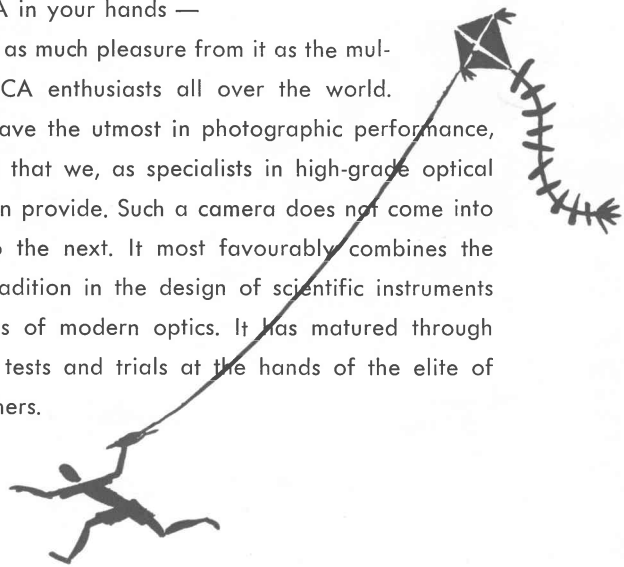 A in your hands —
as much pleasure from it as the mul-
CA enthusiasts all over the world.
ave the utmost in photographic performance,
that we, as specialists in high-grade optical
n provide. Such a camera does not come into
o the next. It most favourably combines the
adition in the design of scientific instruments
s of modern optics. It has matured through
tests and trials at the hands of the elite of
ners.